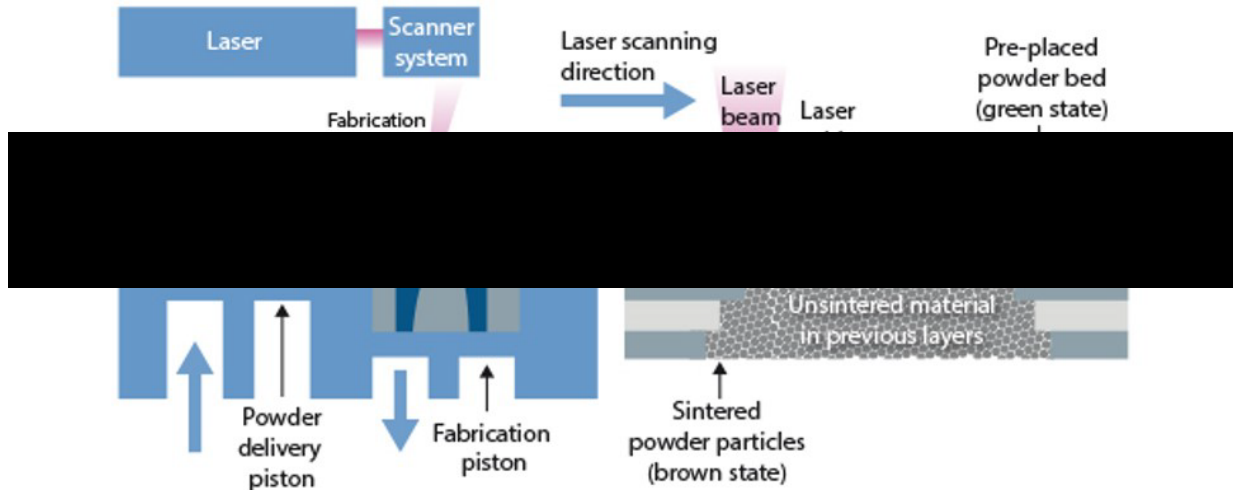 Laser
Scanner
system
Fabrication
Laser scanning
direction
Laser
beam
Laser
Pre-placed
powder bed
(green state)
Unsintered material
in previous layers
Powder
delivery
piston
Fabrication
piston
Sintered
powder particles
(brown state)